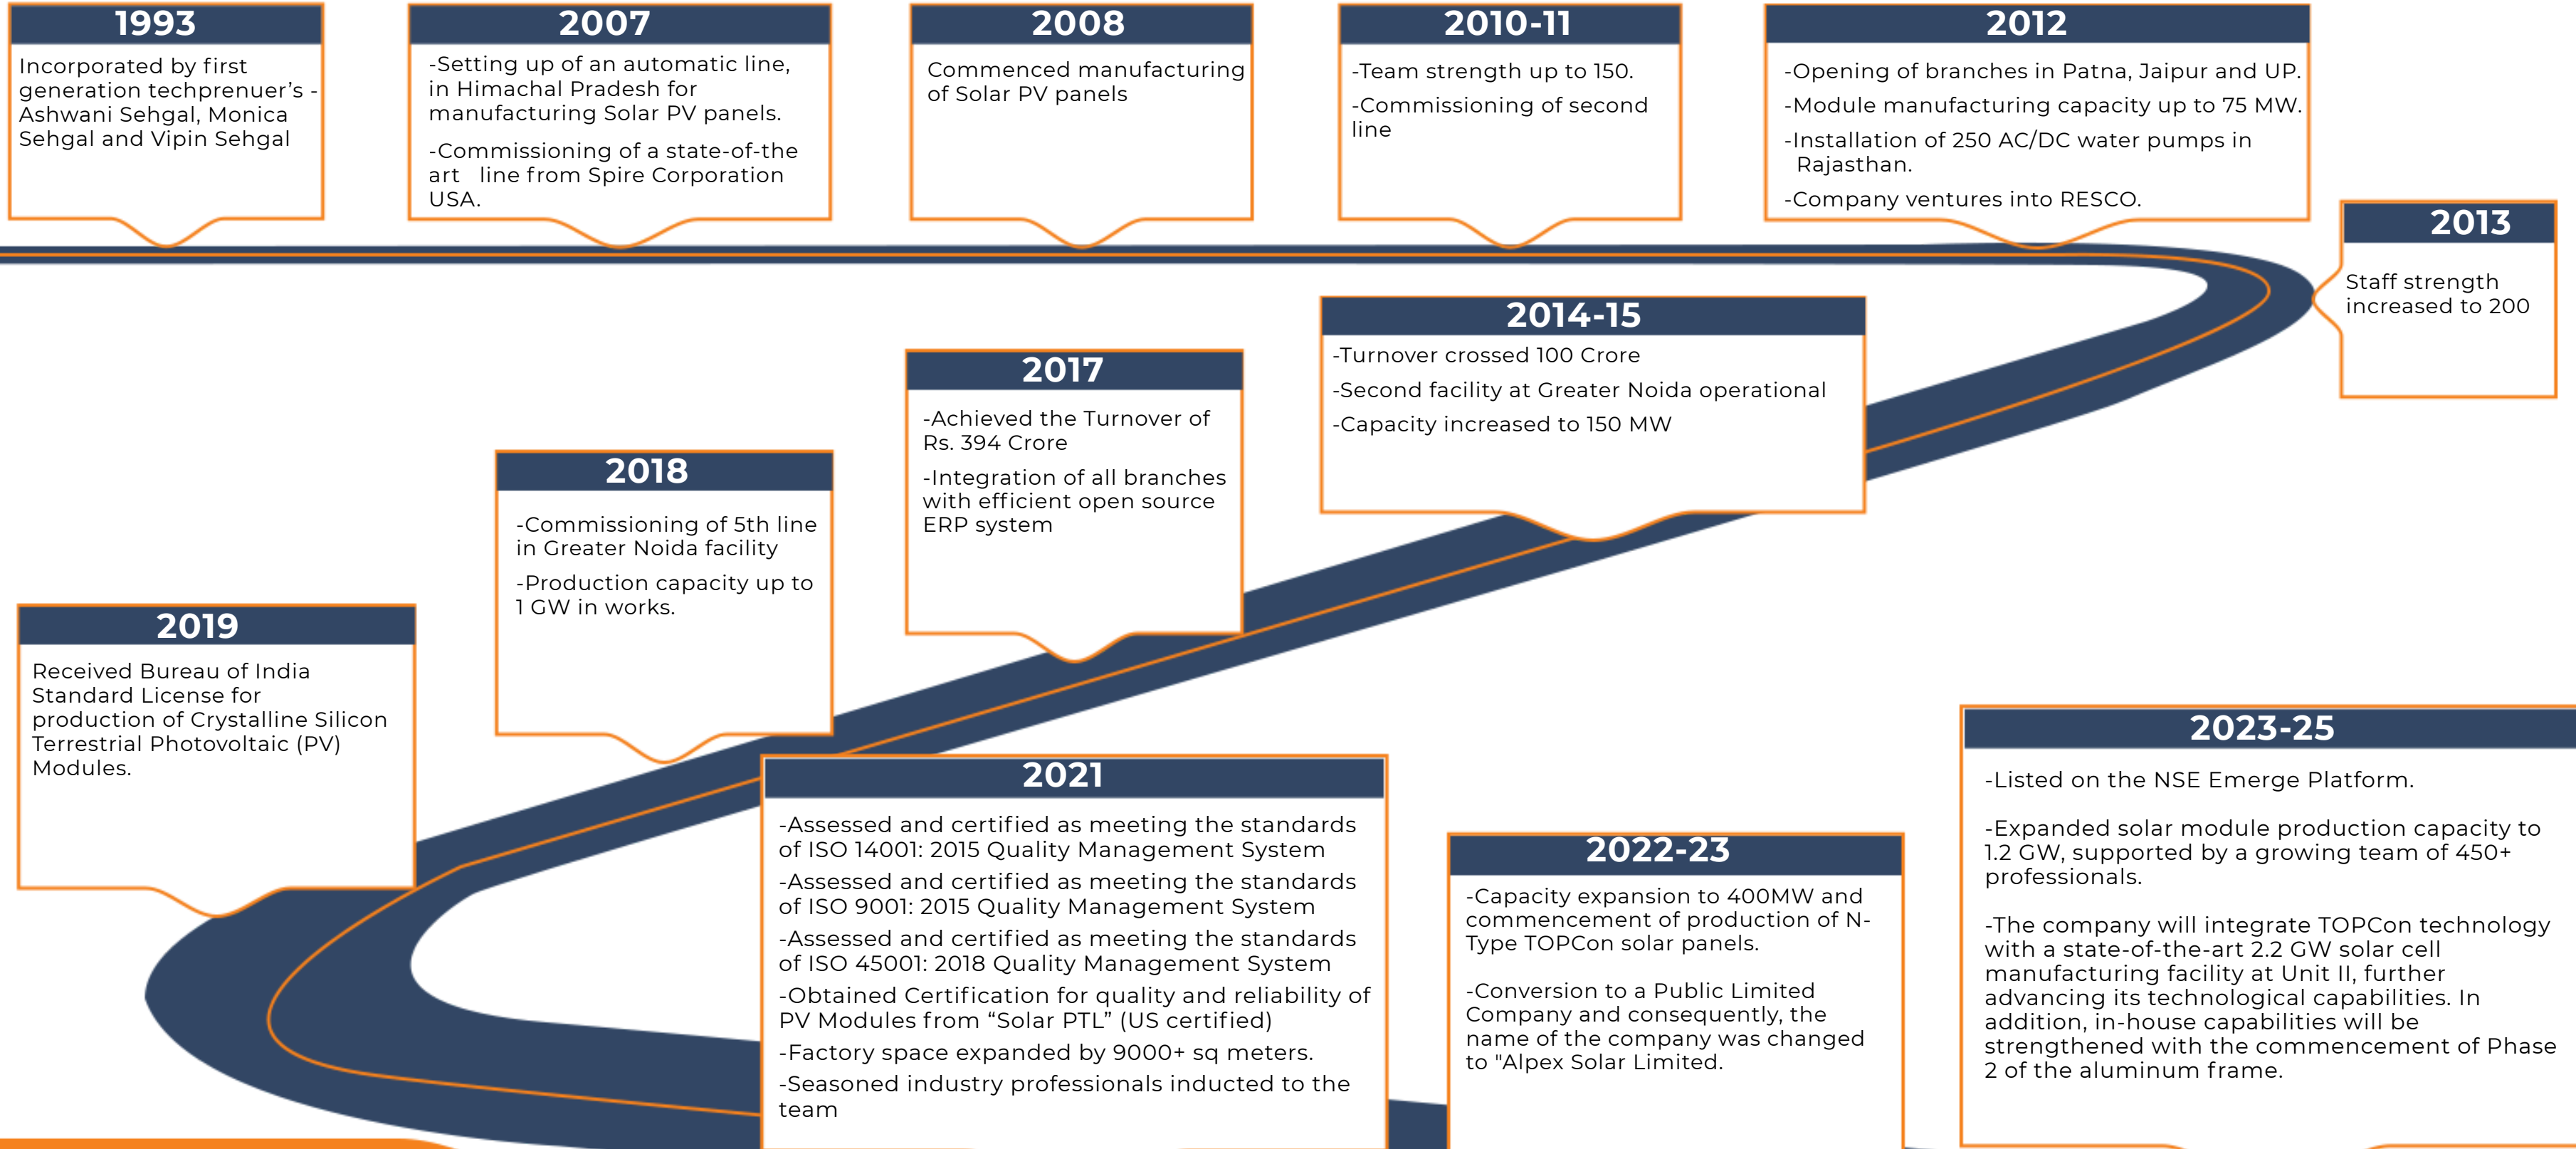 1993
Incorporated by first
generation techprenuer’s -
Ashwani Sehgal, Monica
Sehgal and Vipin Sehgal
2007
-Setting up of an automatic line,
in Himachal Pradesh for
manufacturing Solar PV panels.
-Commissioning of a state-of-the
art line from Spire Corporation
USA.
2008
Commenced manufacturing
of Solar PV panels
2010-11
-Team strength up to 150.
-Commissioning of second
line
2012
-Opening of branches in Patna, Jaipur and UP.
-Module manufacturing capacity up to 75 MW.
-Installation of 250 AC/DC water pumps in
Rajasthan.
-Company ventures into RESCO.
2013
Staff strength
increased to 200
2014-15
-Turnover crossed 100 Crore
-Second facility at Greater Noida operational
-Capacity increased to 150 MW
2017
-Achieved the Turnover of
Rs. 394 Crore
-Integration of all branches
with efficient open source
ERP system
2018
-Commissioning of 5th line
in Greater Noida facility
-Production capacity up to
1 GW in works.
2019
Received Bureau of India
Standard License for
production of Crystalline Silicon
Terrestrial Photovoltaic (PV)
Modules.
2021
-Assessed and certified as meeting the standards
of ISO 14001: 2015 Quality Management System
-Assessed and certified as meeting the standards
of ISO 9001: 2015 Quality Management System
-Assessed and certified as meeting the standards
of ISO 45001: 2018 Quality Management System
-Obtained Certification for quality and reliability of
PV Modules from “Solar PTL” (US certified)
-Factory space expanded by 9000+ sq meters.
-Seasoned industry professionals inducted to the
team
2022-23
-Capacity expansion to 400MW and
commencement of production of N-
Type TOPCon solar panels.
-Conversion to a Public Limited
Company and consequently, the
name of the company was changed
to "Alpex Solar Limited.
2023-25
-Listed on the NSE Emerge Platform.
-Expanded solar module production capacity to
1.2 GW, supported by a growing team of 450+
professionals.
-The company will integrate TOPCon technology
with a state-of-the-art 2.2 GW solar cell
manufacturing facility at Unit II, further
advancing its technological capabilities. In
addition, in-house capabilities will be
strengthened with the commencement of Phase
2 of the aluminum frame.